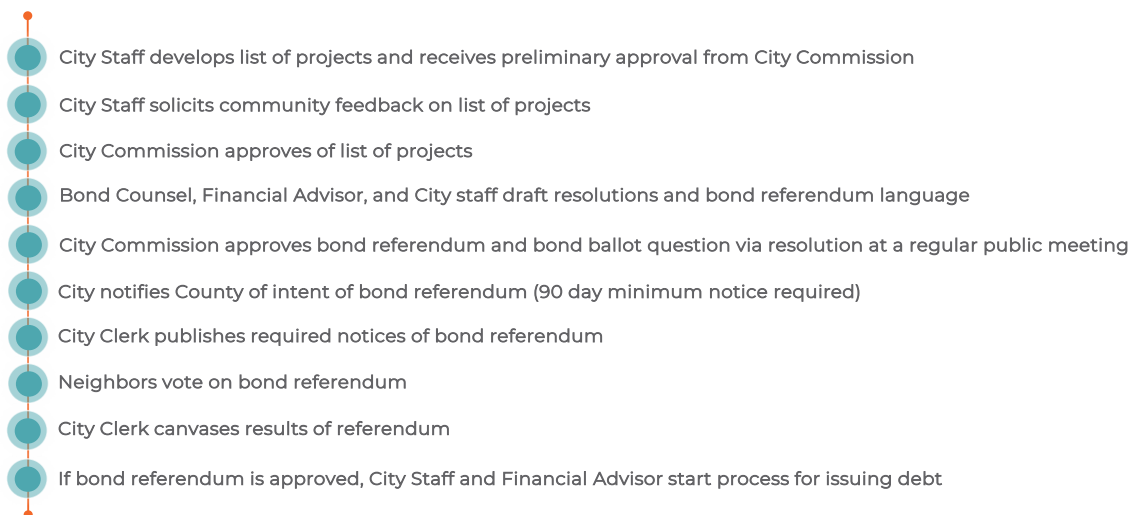 City Staff develops list of projects and receives preliminary approval from City Commission
City Staff solicits community feedback on list of projects
City Commission approves of list of projects
Bond Counsel, Financial Advisor, and City staff draft resolutions and bond referendum language
City Commission approves bond referendum and bond ballot question via resolution at a regular public meeting
City notifies County of intent of bond referendum (90 day minimum notice required)
City Clerk publishes required notices of bond referendum
Neighbors vote on bond referendum
City Clerk canvases results of referendum
If bond referendum is approved, City Staff and Financial Advisor start process for issuing debt